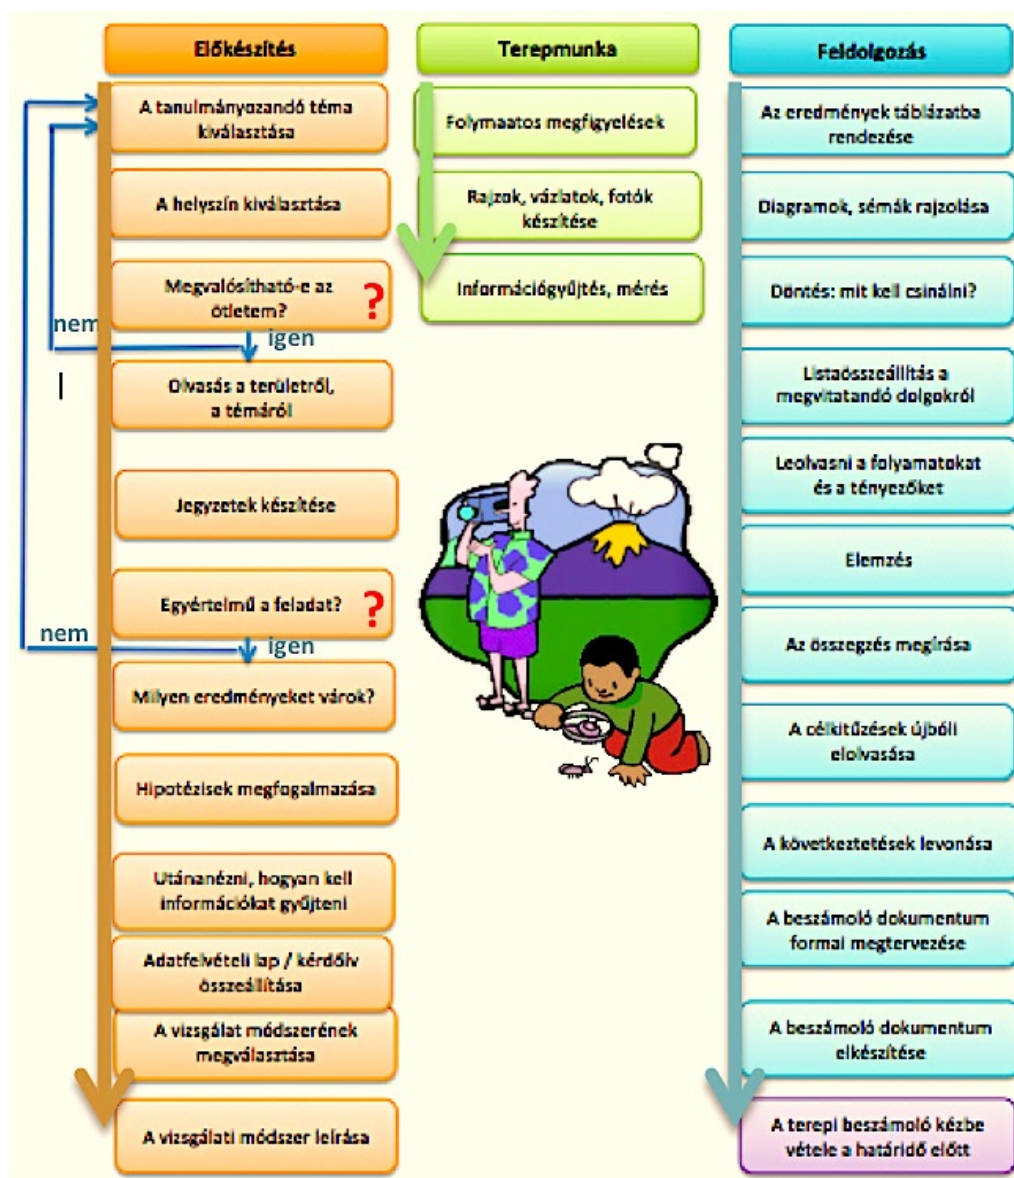 Előkészítés
A tanulmányozandó téma
kiválasztása
A helyszín kiválasztása
Megvalósítható-e az
ötletem?
?
nem
igen
Olvasás a területről,
a témáról
Jegyzetek készítése
Egyértelmű a feladat?
?
nem
igen
Milyen eredményeket várok?
Hipotézisek megfogalmazása
Utánanézni, hogyan kell
információkat gyűjteni
Adatfelvételi lap / kérdőív
összeállítása
A vizsgálat módszerének
megválasztása
A vizsgálati módszer leírása
Terepmunka
Folymaatos megfigyelések
Rajzok, vázlatok, fotók
készítése
Információgyűjtés, mérés
Feldolgozás
Az eredmények táblázatba
rendezése
Diagramok, sémák rajzolása
Döntés: mit kell csinálni?
Listaösszeállítás a
megvitatandó dolgokról
Leolvasni a folyamatokat
és a tényezőket
Elemzés
Az összegzés megírása
A célkitűzések újbóli
elolvasása
A következtetések levonása
A beszámoló dokumentum
formai megtervezése
A beszámoló dokumentum
elkészítése
A terepi beszámoló kézbe
vétele a határidő előtt